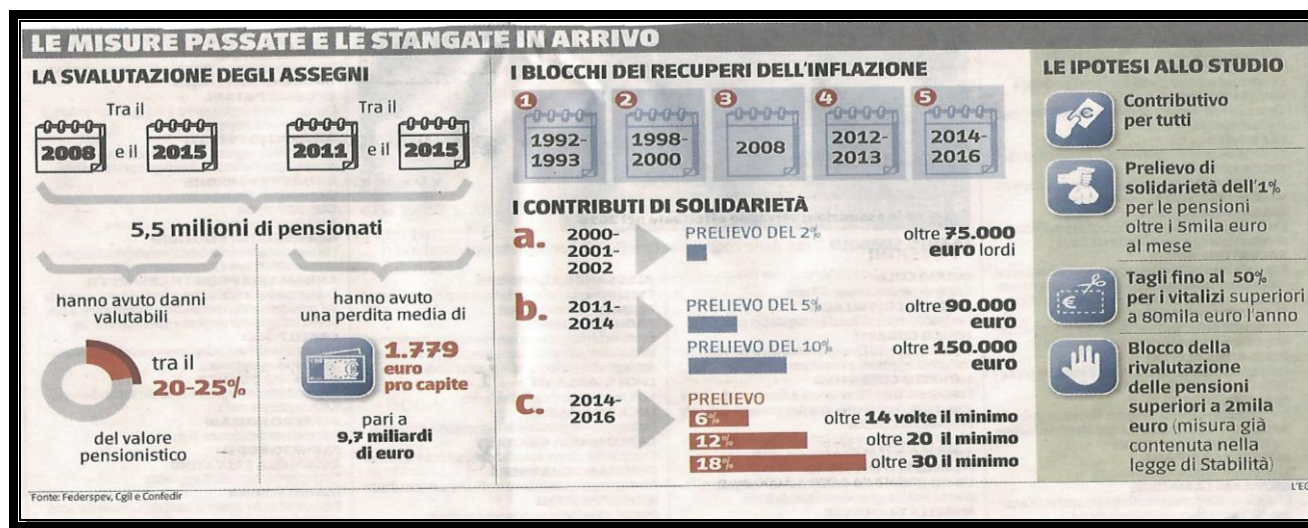 LE MISURE PASSATE E LE STANGATE IN ARRIVO
LA SVALUTAZIONE DEGLI ASSEGNI
Tra il
2008 e il 2015
Tra il
2011 e il 2015
5,5 milioni di pensionati
hanno avuto danni
valutabili
tra il
20-25%
del valore
pensionistico
hanno avuto
una perdita media di
1.779
euro
pro capite
pari a
9,7 miliardi
di euro
I BLOCCHI DEI RECUPERI DELL'INFLAZIONE
1
1992-
1993
2
1998-
2000
3
2008
4
2012-
2013
5
2014-
2016
I CONTRIBUTI DI SOLIDARIETÀ
a. 2000-
2001-
2002
PRELIEVO DEL 2%
oltre 75.000
euro lordi
b. 2011-
2014
PRELIEVO DEL 5%
oltre 90.000
euro
PRELIEVO DEL 10%
oltre 150.000
euro
c. 2014-
2016
PRELIEVO
6% oltre 14 volte il minimo
12% oltre 20 il minimo
18% oltre 30 il minimo
LE IPOTESI ALLO STUDIO
€
Contributivo
per tutti
Prelievo di
solidarietà dell'1%
per le pensioni
oltre i 5mila euro
al mese
€
Tagli fino al 50%
per i vitalizi superiori
a 80mila euro l'anno
Blocco della
rivalutazione
delle pensioni
superiori a 2mila
euro (misura già
contenuta nella
legge di Stabilità)
Fonte: Federspev, Cgil e Confedir
L'EG